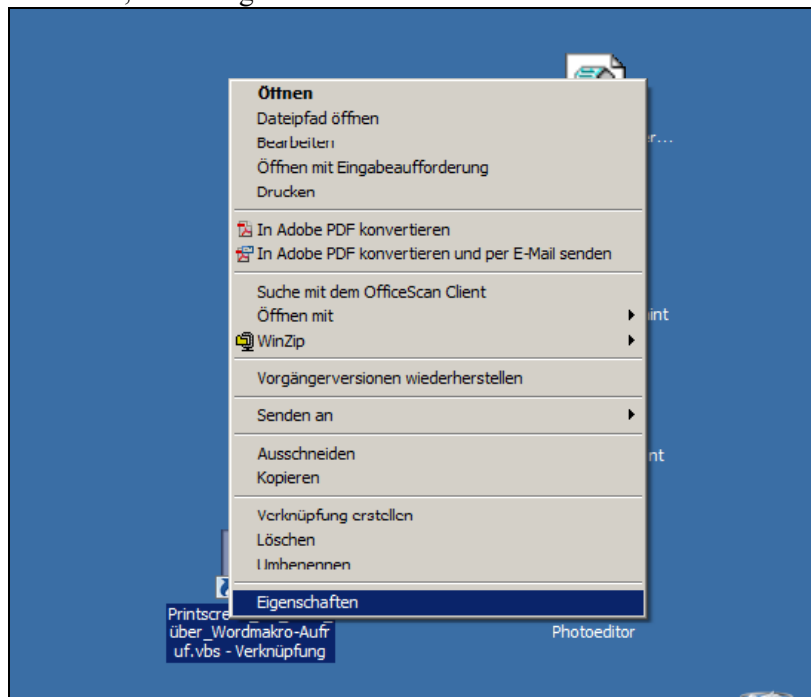 Öffnen
Dateipfad öffnen
Bearbeiten
Öffnen mit Eingabeaufforderung
Drucken
In Adobe PDF konvertieren
In Adobe PDF konvertieren und per E-Mail senden
Suche mit dem OfficeScan Client
Öffnen mit
WinZip
Vorgängerversionen wiederherstellen
Senden an
Ausschneiden
Kopieren
Verknüpfung erstellen
Löschen
Umbenennen
Eigenschaften
über_Wordmakro-Aufr
uf.vbs - Verknüpfung
Photoeditor